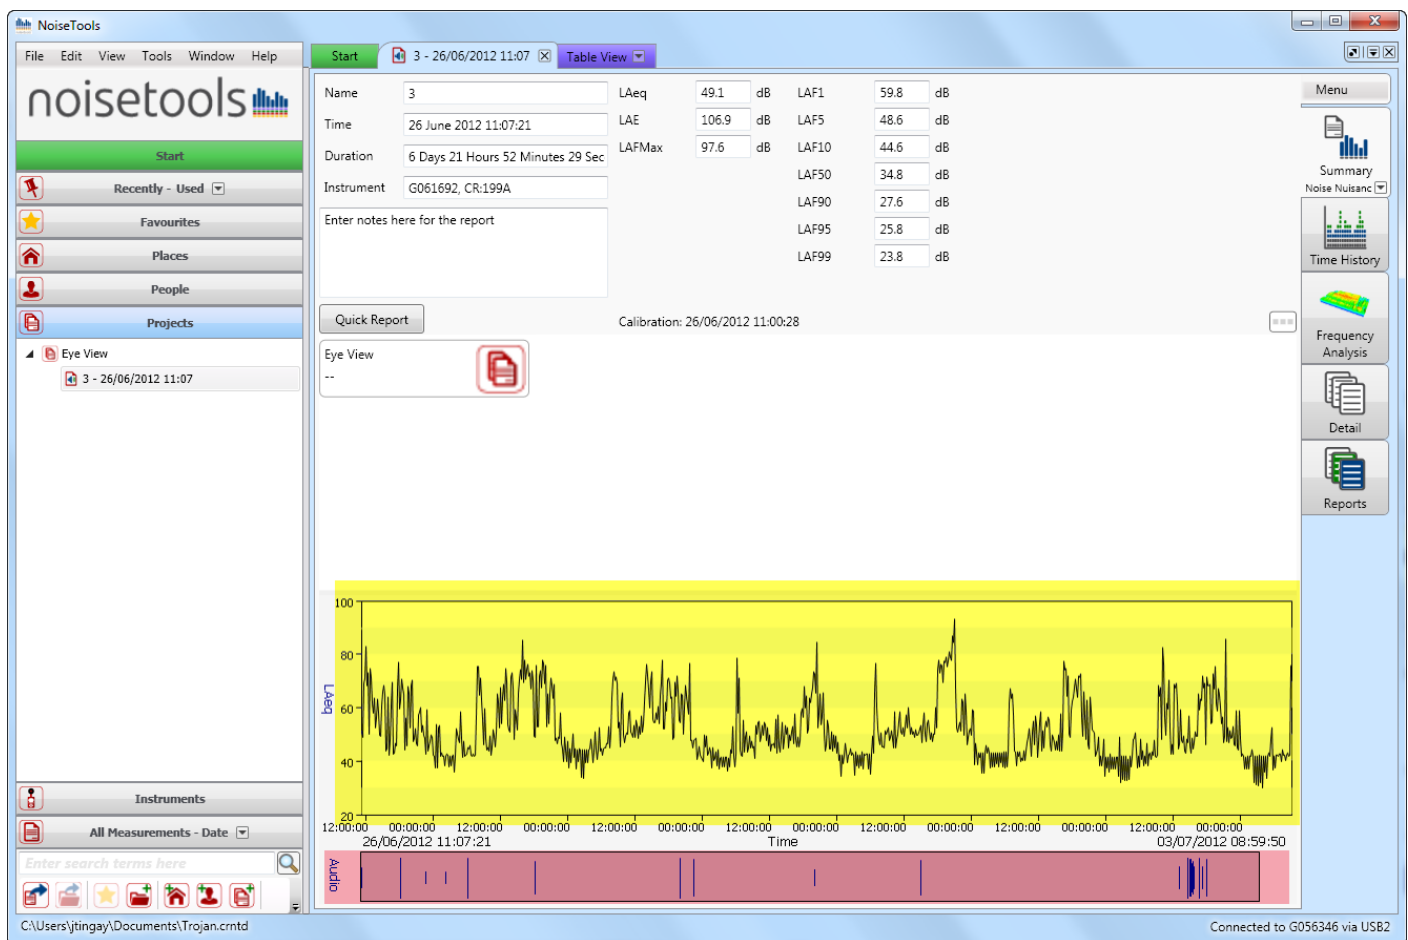 NoiseTools
File Edit View Tools Window Help
noisetools
Start
Recently - Used
Favourites
Places
People
Projects
Eye View
3 - 26/06/2012 11:07
Instruments
All Measurements - Date
Enter search terms here
C:\Users\jtingay\Documents\Trojan.crntd
Start
3 - 26/06/2012 11:07
Table View
Name 3
Time 26 June 2012 11:07:21
Duration 6 Days 21 Hours 52 Minutes 29 Sec
Instrument G061692, CR:199A
Enter notes here for the report
LAeq 49.1 dB
LAE 106.9 dB
LAFMax 97.6 dB
LAF1 59.8 dB
LAF5 48.6 dB
LAF10 44.6 dB
LAF50 34.8 dB
LAF90 27.6 dB
LAF95 25.8 dB
LAF99 23.8 dB
Quick Report
Calibration: 26/06/2012 11:00:28
Eye View
--
100
80
60
40
20
LAeq
12:00:00 00:00:00 12:00:00 00:00:00 12:00:00 00:00:00 12:00:00 00:00:00 12:00:00 00:00:00 12:00:00 00:00:00 12:00:00 00:00:00
26/06/2012 11:07:21 Time 03/07/2012 08:59:50
Audio
Menu
Summary
Noise Nuisanc
Time History
Frequency
Analysis
Detail
Reports
Connected to G056346 via USB2